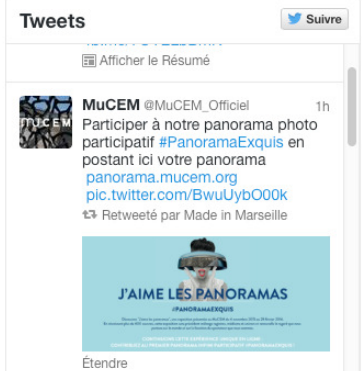 Tweets
Suivre
Afficher le Résumé
MUCEM
MuCEM @MuCEM_Officiel 1h
Participer à notre panorama photo
participatif #PanoramaExquis en
postant ici votre panorama
panorama.mucem.org
pic.twitter.com/BwuUybO00k
Retweeté par Made in Marseille
J'AIME LES PANORAMAS
#PANORAMAEXQUIS
Étendre